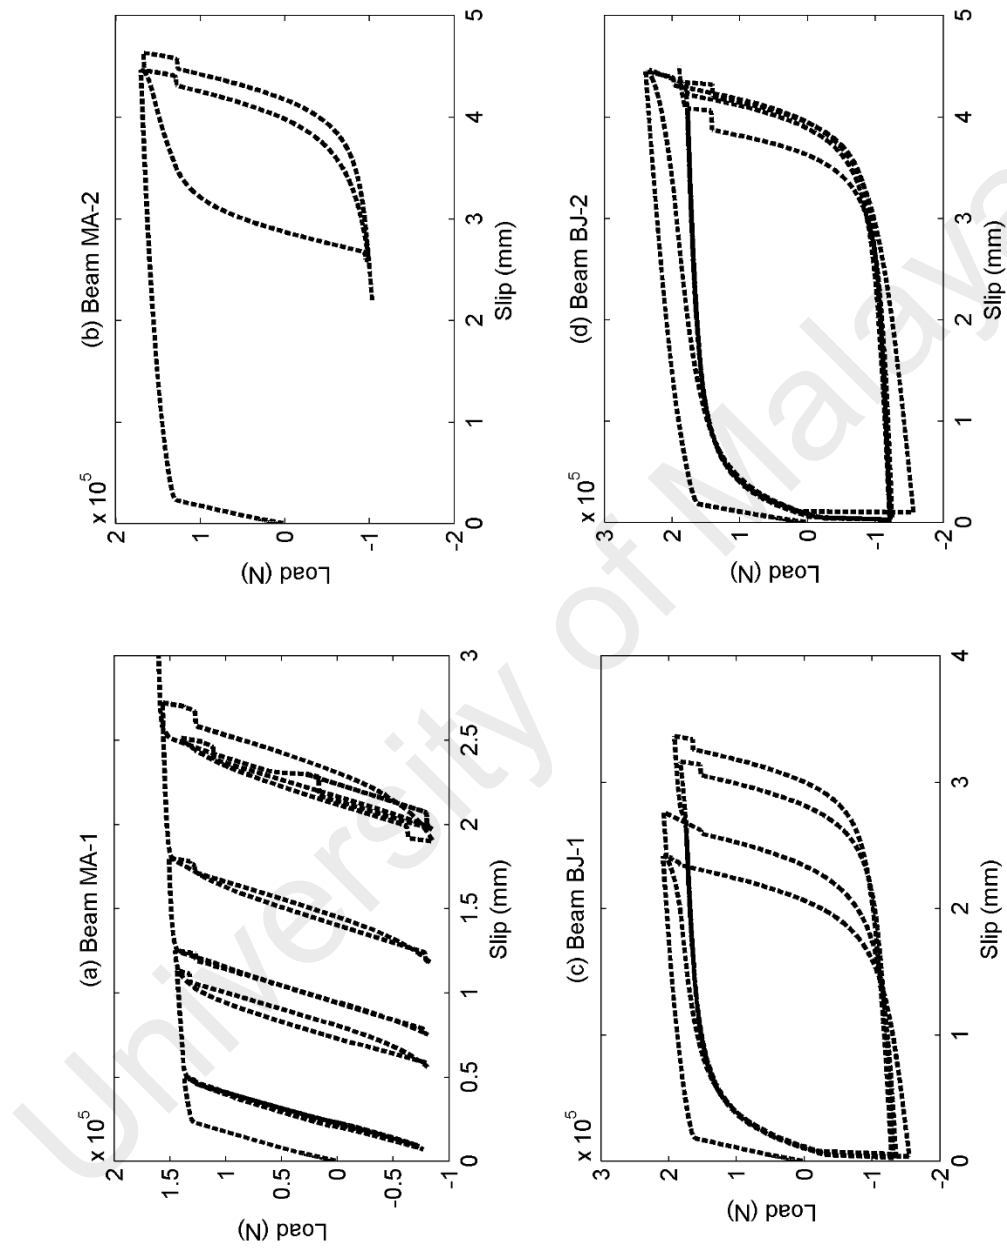 (a) Beam MA-1
x 10^5
2
1.5
1
0.5
0
-0.5
-1
Load (N)
0 0.5 1 1.5 2 2.5 3
Slip (mm)
(b) Beam MA-2
x 10^5
2
1
0
-1
-2
Load (N)
0 1 2 3 4 5
Slip (mm)
(c) Beam BJ-1
x 10^5
3
2
1
0
-1
-2
Load (N)
0 1 2 3 4
Slip (mm)
(d) Beam BJ-2
x 10^5
3
2
1
0
-1
-2
Load (N)
0 1 2 3 4 5
Slip (mm)
University of Malaya